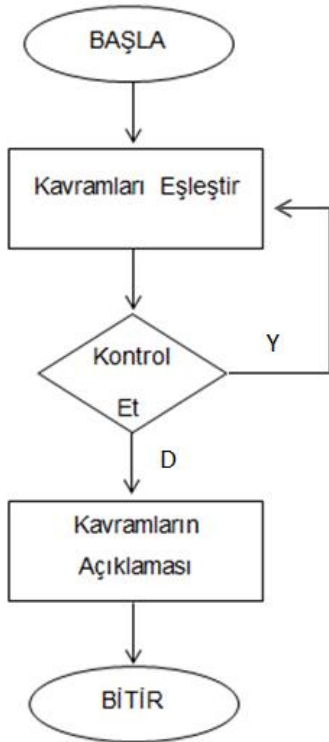 BAŞLA
Kavramları Eşleştir
Kontrol
Et
Y
D
Kavramların
Açıklaması
BİTİR